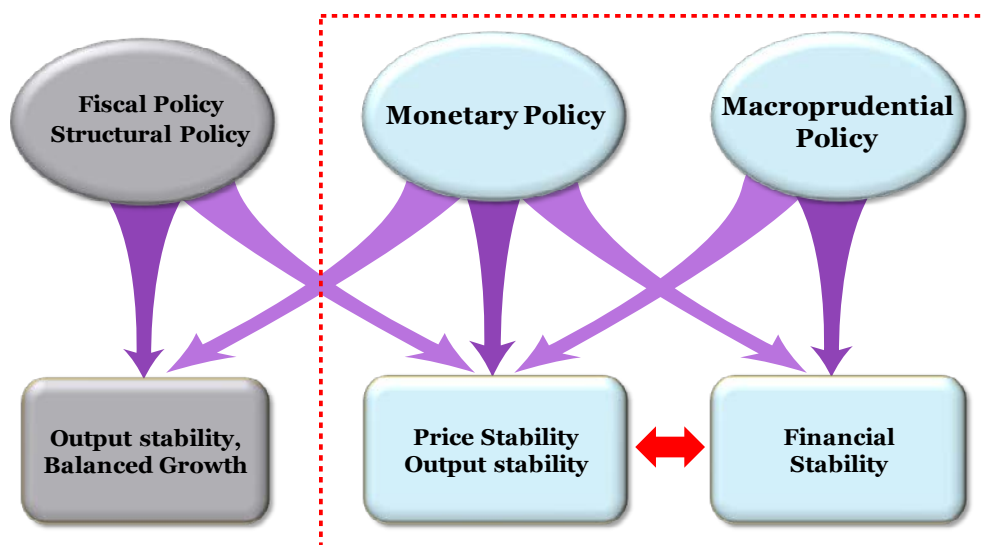 Fiscal Policy
Structural Policy
Monetary Policy
Macroprudential
Policy
Output stability,
Balanced Growth
Price Stability
Output stability
Financial
Stability